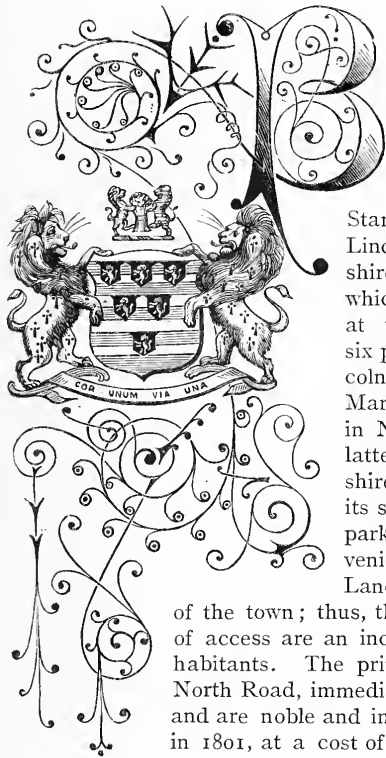 B
Stan
Linc
shire
which
at
six p
coln
Man
in N
latte
shire
its s
park
veni
Land
COR UNUM VIA UNA
of the town; thus, th
of access are an inc
habitants. The pri
North Road, immedi
and are noble and in
in 1801, at a cost of